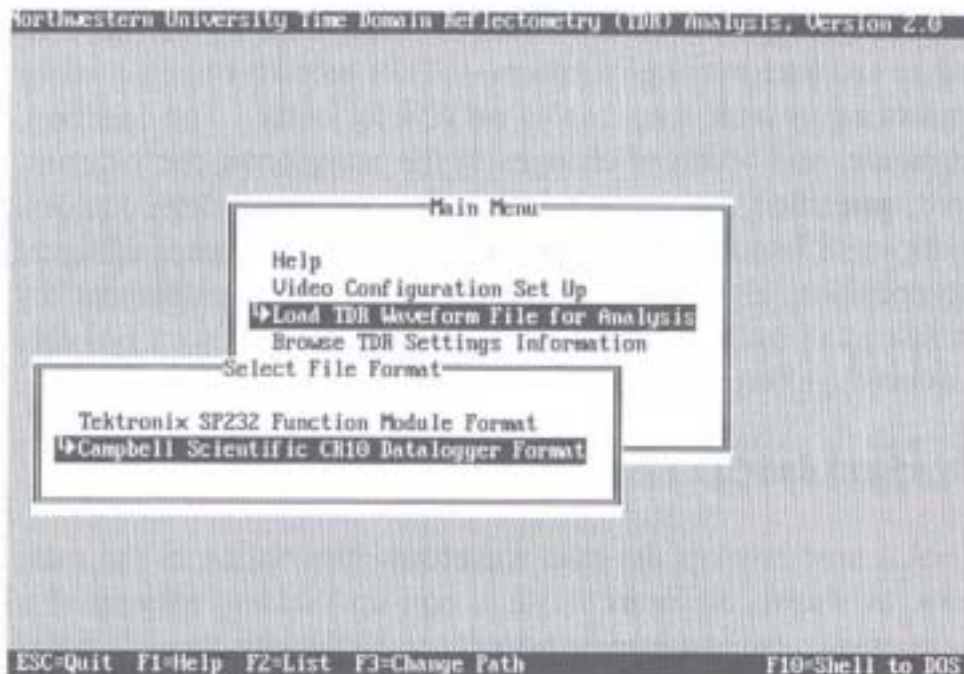 Northwestern University Time Domain Reflectometry (TDR) Analysis, Version 2.0
Main Menu
Help
Video Configuration Set Up
Load TDR Waveform File for Analysis
Browse TDR Settings Information
Select File Format
Tektronix SP232 Function Module Format
Campbell Scientific CR10 Datalogger Format
ESC=Quit F1=Help F2=List F3=Change Path F10=Shell to DOS